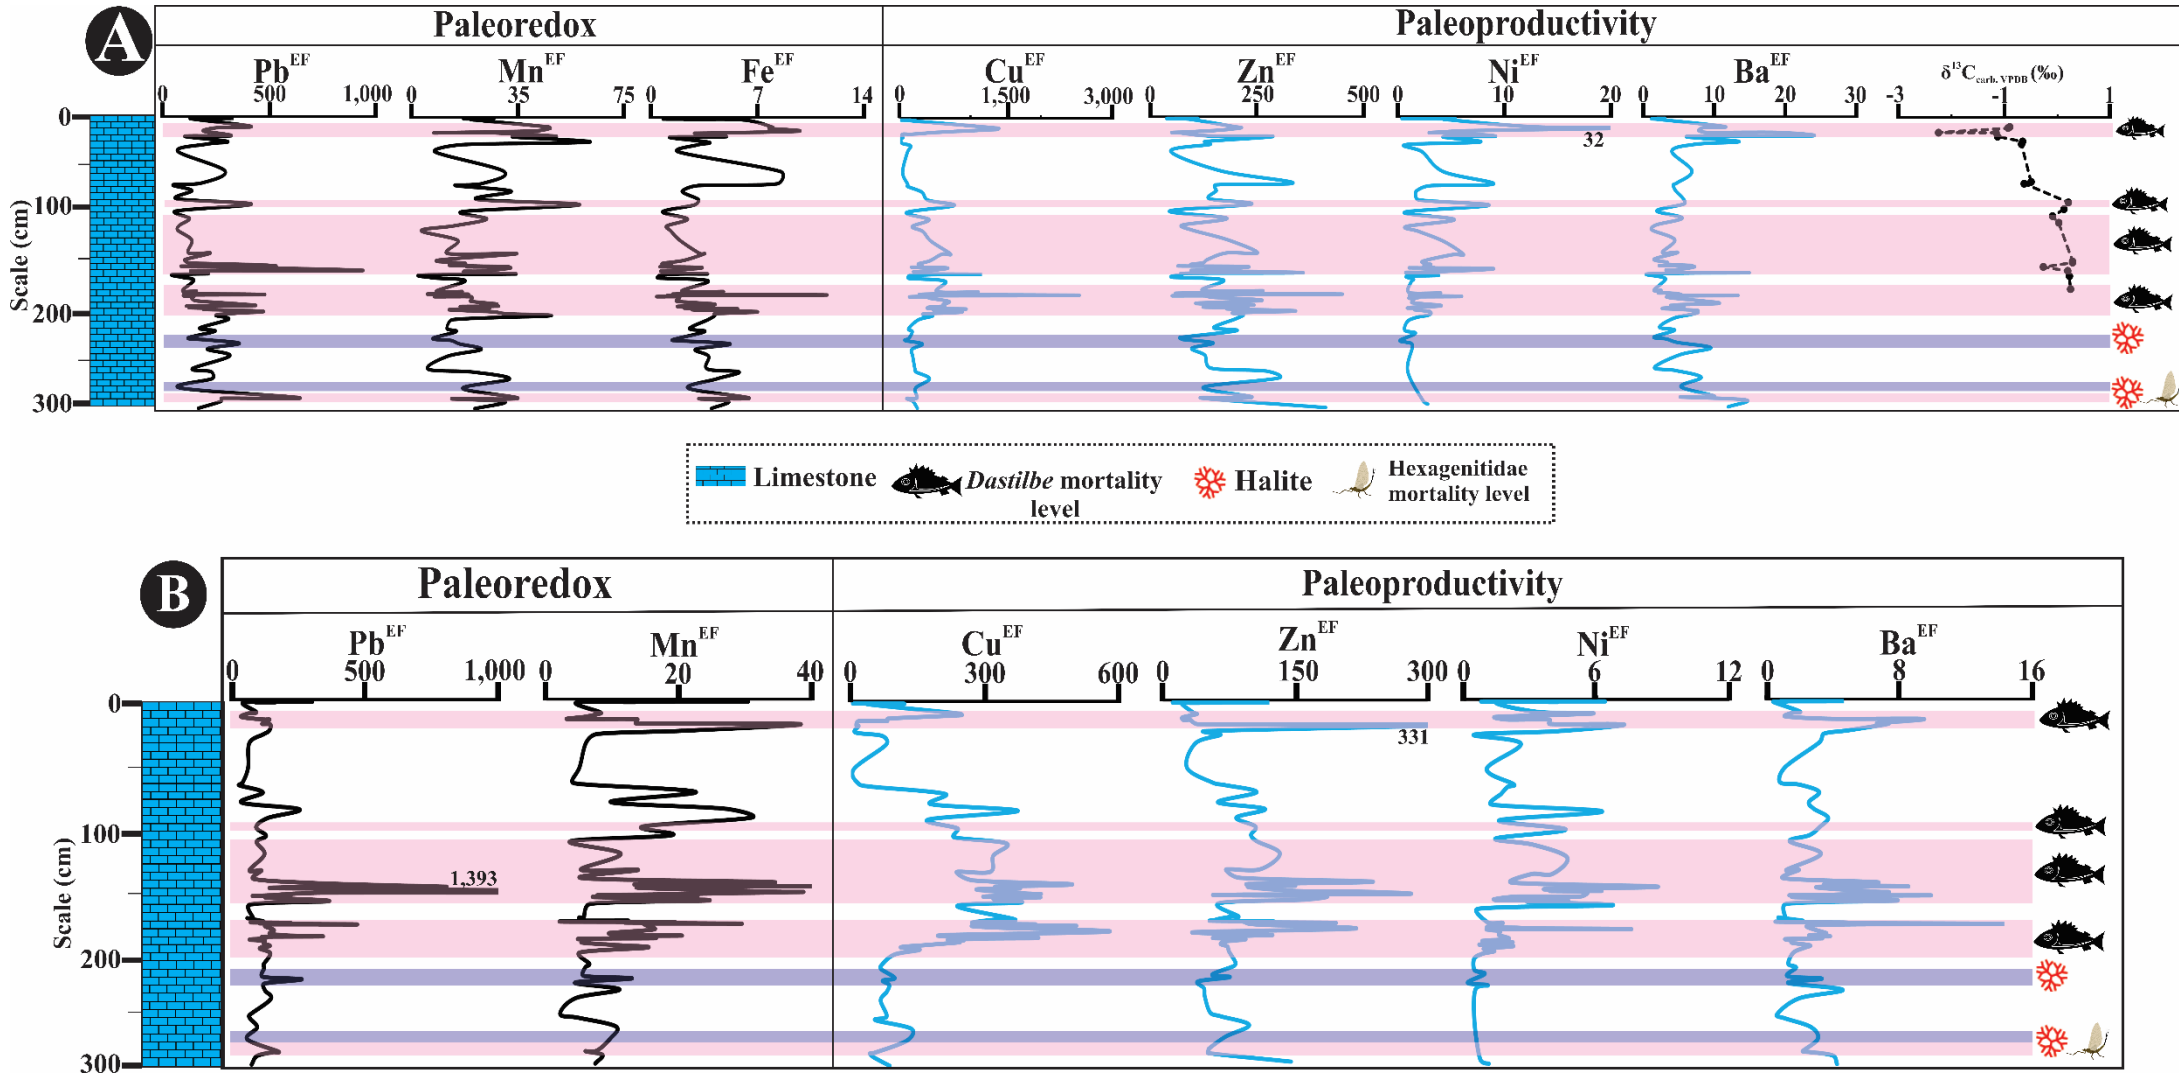 A
Paleoredox Paleoproductivity
Pb^EF Mn^EF Fe^EF Cu^EF Zn^EF Ni^EF Ba^EF δ¹³C carb. VPDB (‰)
0 500 1,000 0 35 75 0 7 14 0 1,500 3,000 0 250 500 0 10 20 0 10 20 30 -3 -1 1
0
32
100
200
300
Scale (cm)
Limestone
Dastilbe mortality
level
Halite
Hexagenitidae
mortality level
B
Paleoredox Paleoproductivity
Pb^EF Mn^EF Cu^EF Zn^EF Ni^EF Ba^EF
0 500 1,000 0 20 40 0 300 600 0 150 300 0 6 12 0 8 16
0
331
100
1,393
200
300
Scale (cm)